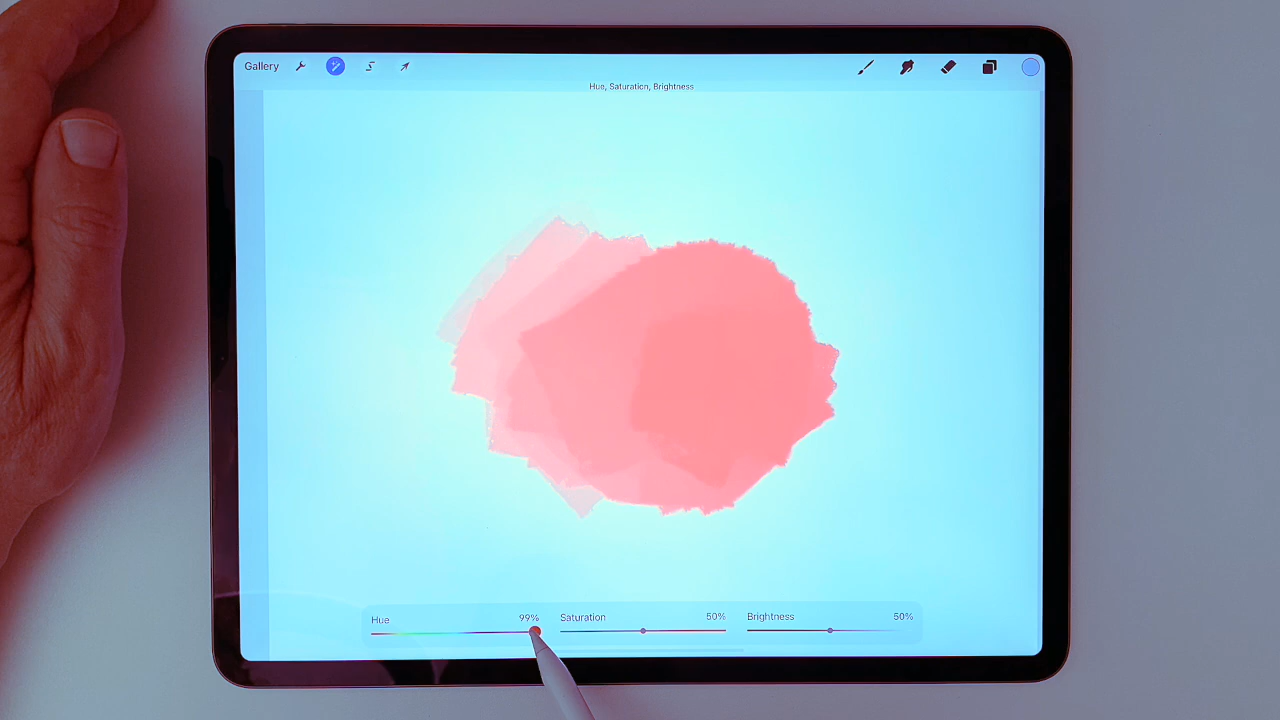 Gallery
Hue, Saturation, Brightness
Hue 99% Saturation 50% Brightness 50%